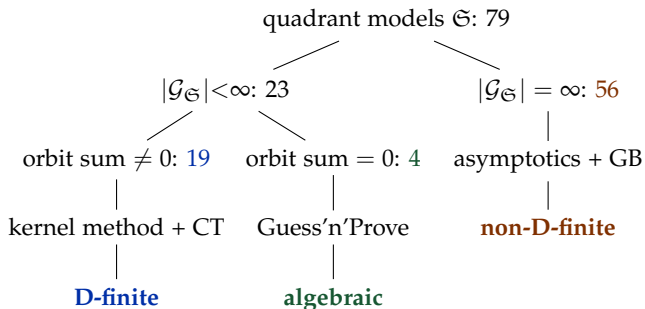 quadrant models 𝔖: 79
|𝒢_𝔖|<∞: 23
|𝒢_𝔖| = ∞: 56
orbit sum ≠ 0: 19
orbit sum = 0: 4
asymptotics + GB
kernel method + CT
Guess'n'Prove
non-D-finite
D-finite
algebraic